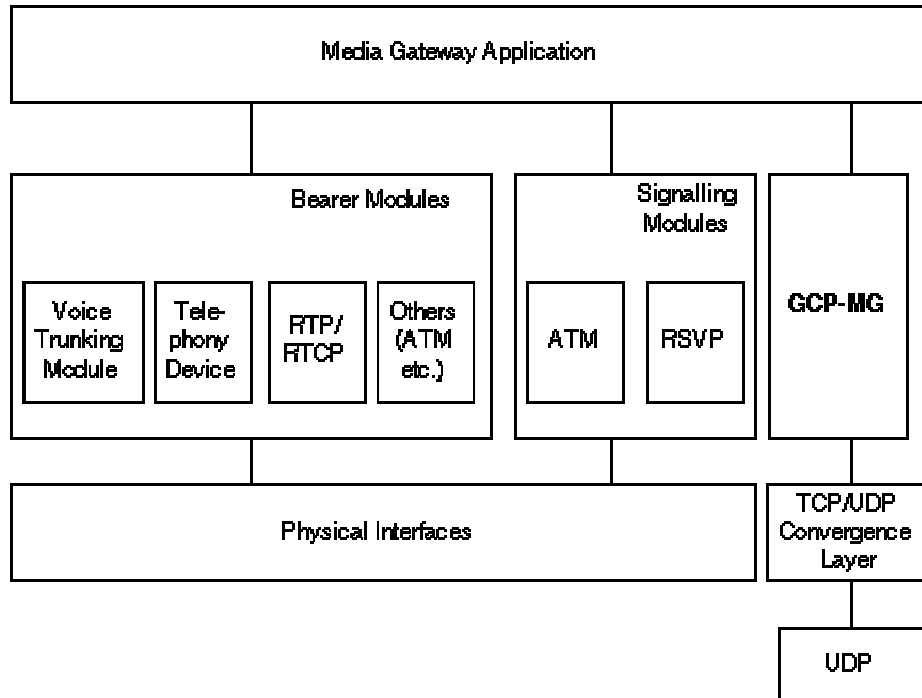 Media Gateway Application
Bearer Modules
Signalling
Modules
GCP-MG
Voice
Trunking
Module
Tele-
phony
Device
RTP/
RTCP
Others
(ATM
etc.)
ATM
RSVP
Physical Interfaces
TCP/UDP
Convergence
Layer
UDP